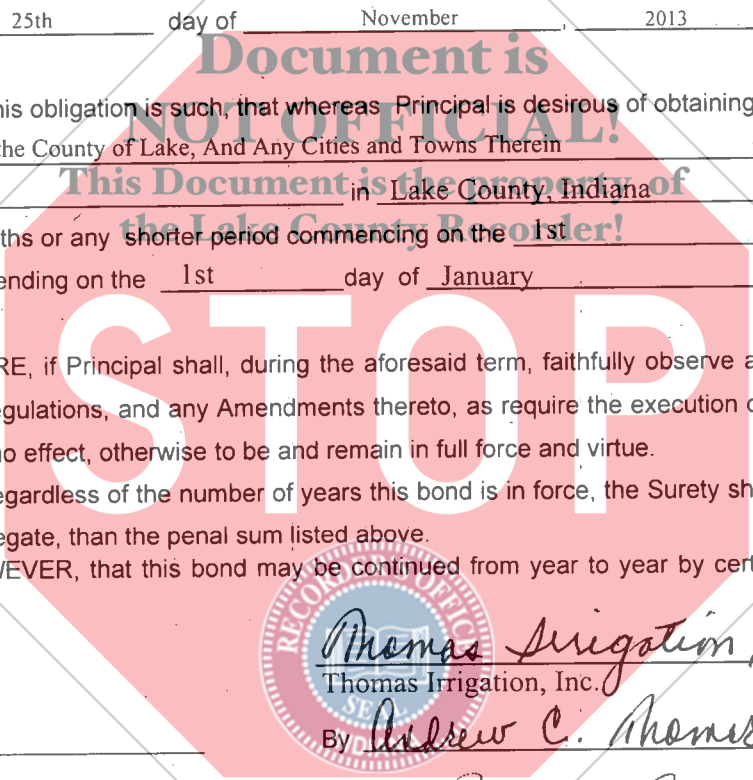 25th day of November , 2013
Document is
his obligation is such, that whereas Principal is desirous of obtaining
NOT OFFICIAL!
the County of Lake, And Any Cities and Towns Therein
This Document is the property of
in Lake County, Indiana
the Lake County Recorder!
ths or any shorter period commencing on the 1st
ending on the 1st day of January
STOP
RE, if Principal shall, during the aforesaid term, faithfully observe a
egulations, and any Amendments thereto, as require the execution o
no effect, otherwise to be and remain in full force and virtue.
egardless of the number of years this bond is in force, the Surety sh
egate, than the penal sum listed above.
WEVER, that this bond may be continued from year to year by cert
RECORDER'S OFFICE
SEAL
INDIANA
Thomas Irrigation,
Thomas Irrigation, Inc.
By Andrew C. Thomas